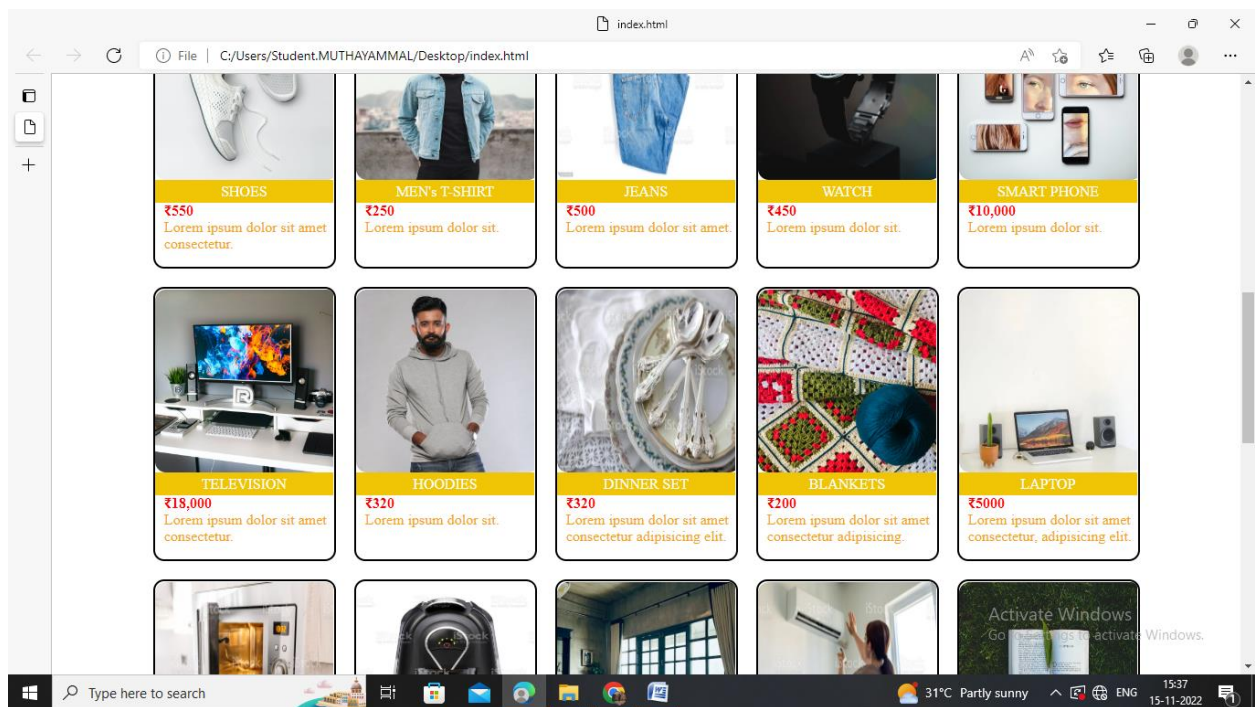 index.html
File
C:/Users/Student.MUTHAYAMMAL/Desktop/index.html
SHOES
MEN's T-SHIRT
JEANS
WATCH
SMART PHONE
₹550
₹250
₹500
₹450
₹10,000
Lorem ipsum dolor sit amet
consectetur.
Lorem ipsum dolor sit.
Lorem ipsum dolor sit amet.
Lorem ipsum dolor sit.
Lorem ipsum dolor sit.
TELEVISION
HOODIES
DINNER SET
BLANKETS
LAPTOP
₹18,000
₹320
₹320
₹200
₹5000
Lorem ipsum dolor sit amet
consectetur.
Lorem ipsum dolor sit.
Lorem ipsum dolor sit amet
consectetur adipisicing elit.
Lorem ipsum dolor sit amet
consectetur adipisicing.
Lorem ipsum dolor sit amet
consectetur, adipisicing elit.
Activate Windows
Go to Settings to activate Windows.
Type here to search
31°C Partly sunny
ENG
15:37
15-11-2022